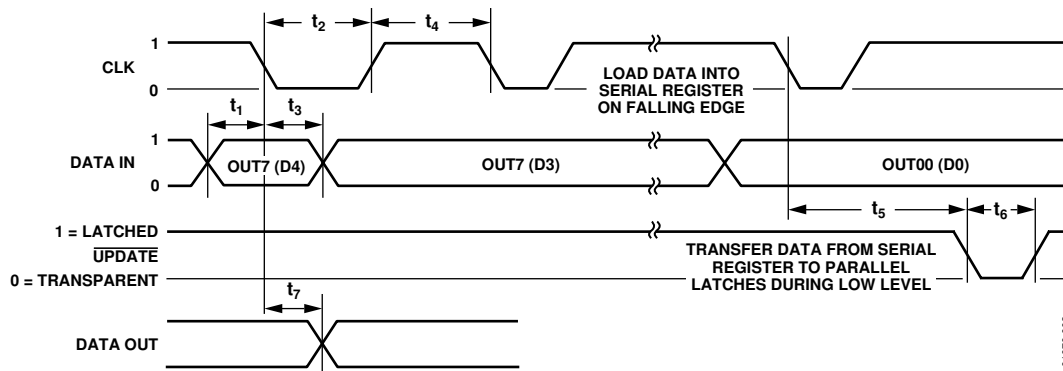 t2
t4
1
CLK
0
LOAD DATA INTO
SERIAL REGISTER
ON FALLING EDGE
t1
t3
1
DATA IN
0
OUT7 (D4)
OUT7 (D3)
OUT00 (D0)
t5
t6
1 = LATCHED
UPDATE
0 = TRANSPARENT
TRANSFER DATA FROM SERIAL
REGISTER TO PARALLEL
LATCHES DURING LOW LEVEL
t7
DATA OUT